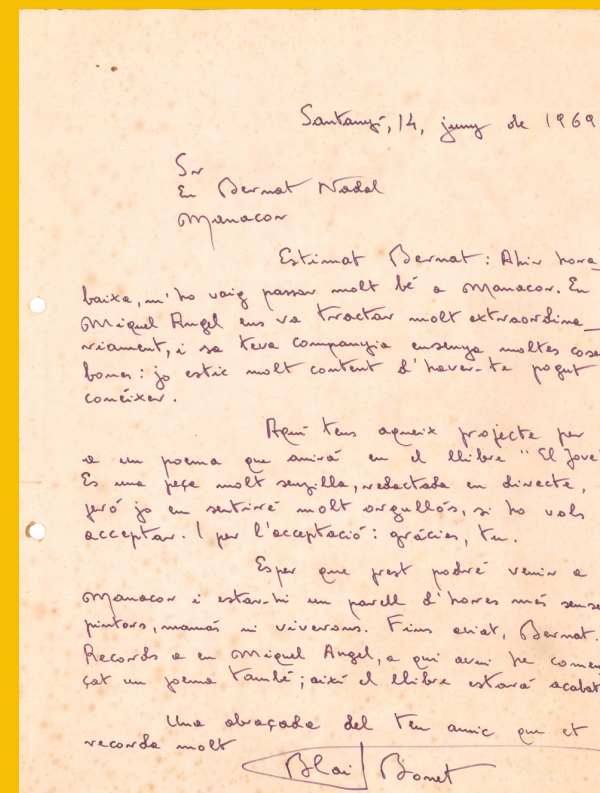 Santanyí, 14, juny de 1969
Sr
En Bernat Nadal
Manacor
Estimat Bernat: Ahir hora
baixa, m'ho vaig passar molt bé a Manacor. En
Miquel Angel ens va tractar molt extraordina_
riament, i sa teva companyia ensenya moltes coses
bones: jo estic molt content d'haver-te pogut
conèixer.
Aquí tens aqueix projecte per
a un poema que anirà en el llibre "El Jove"
Es una peça molt senzilla, redactada en directe,
però jo em sentiré molt orgullós, si ho vols
acceptar. I per l'acceptació: gràcies, tu.
Esper que prest podré venir a
Manacor i estar-hi un parell d'hores més sense
pintors, mamás ni viverons. Fins aviat, Bernat.
Records a en Miquel Angel, a qui avui he comen
çat un poema també; així el llibre estarà acabat
Una abraçada del teu amic que et
recorda molt
Blai Bonet